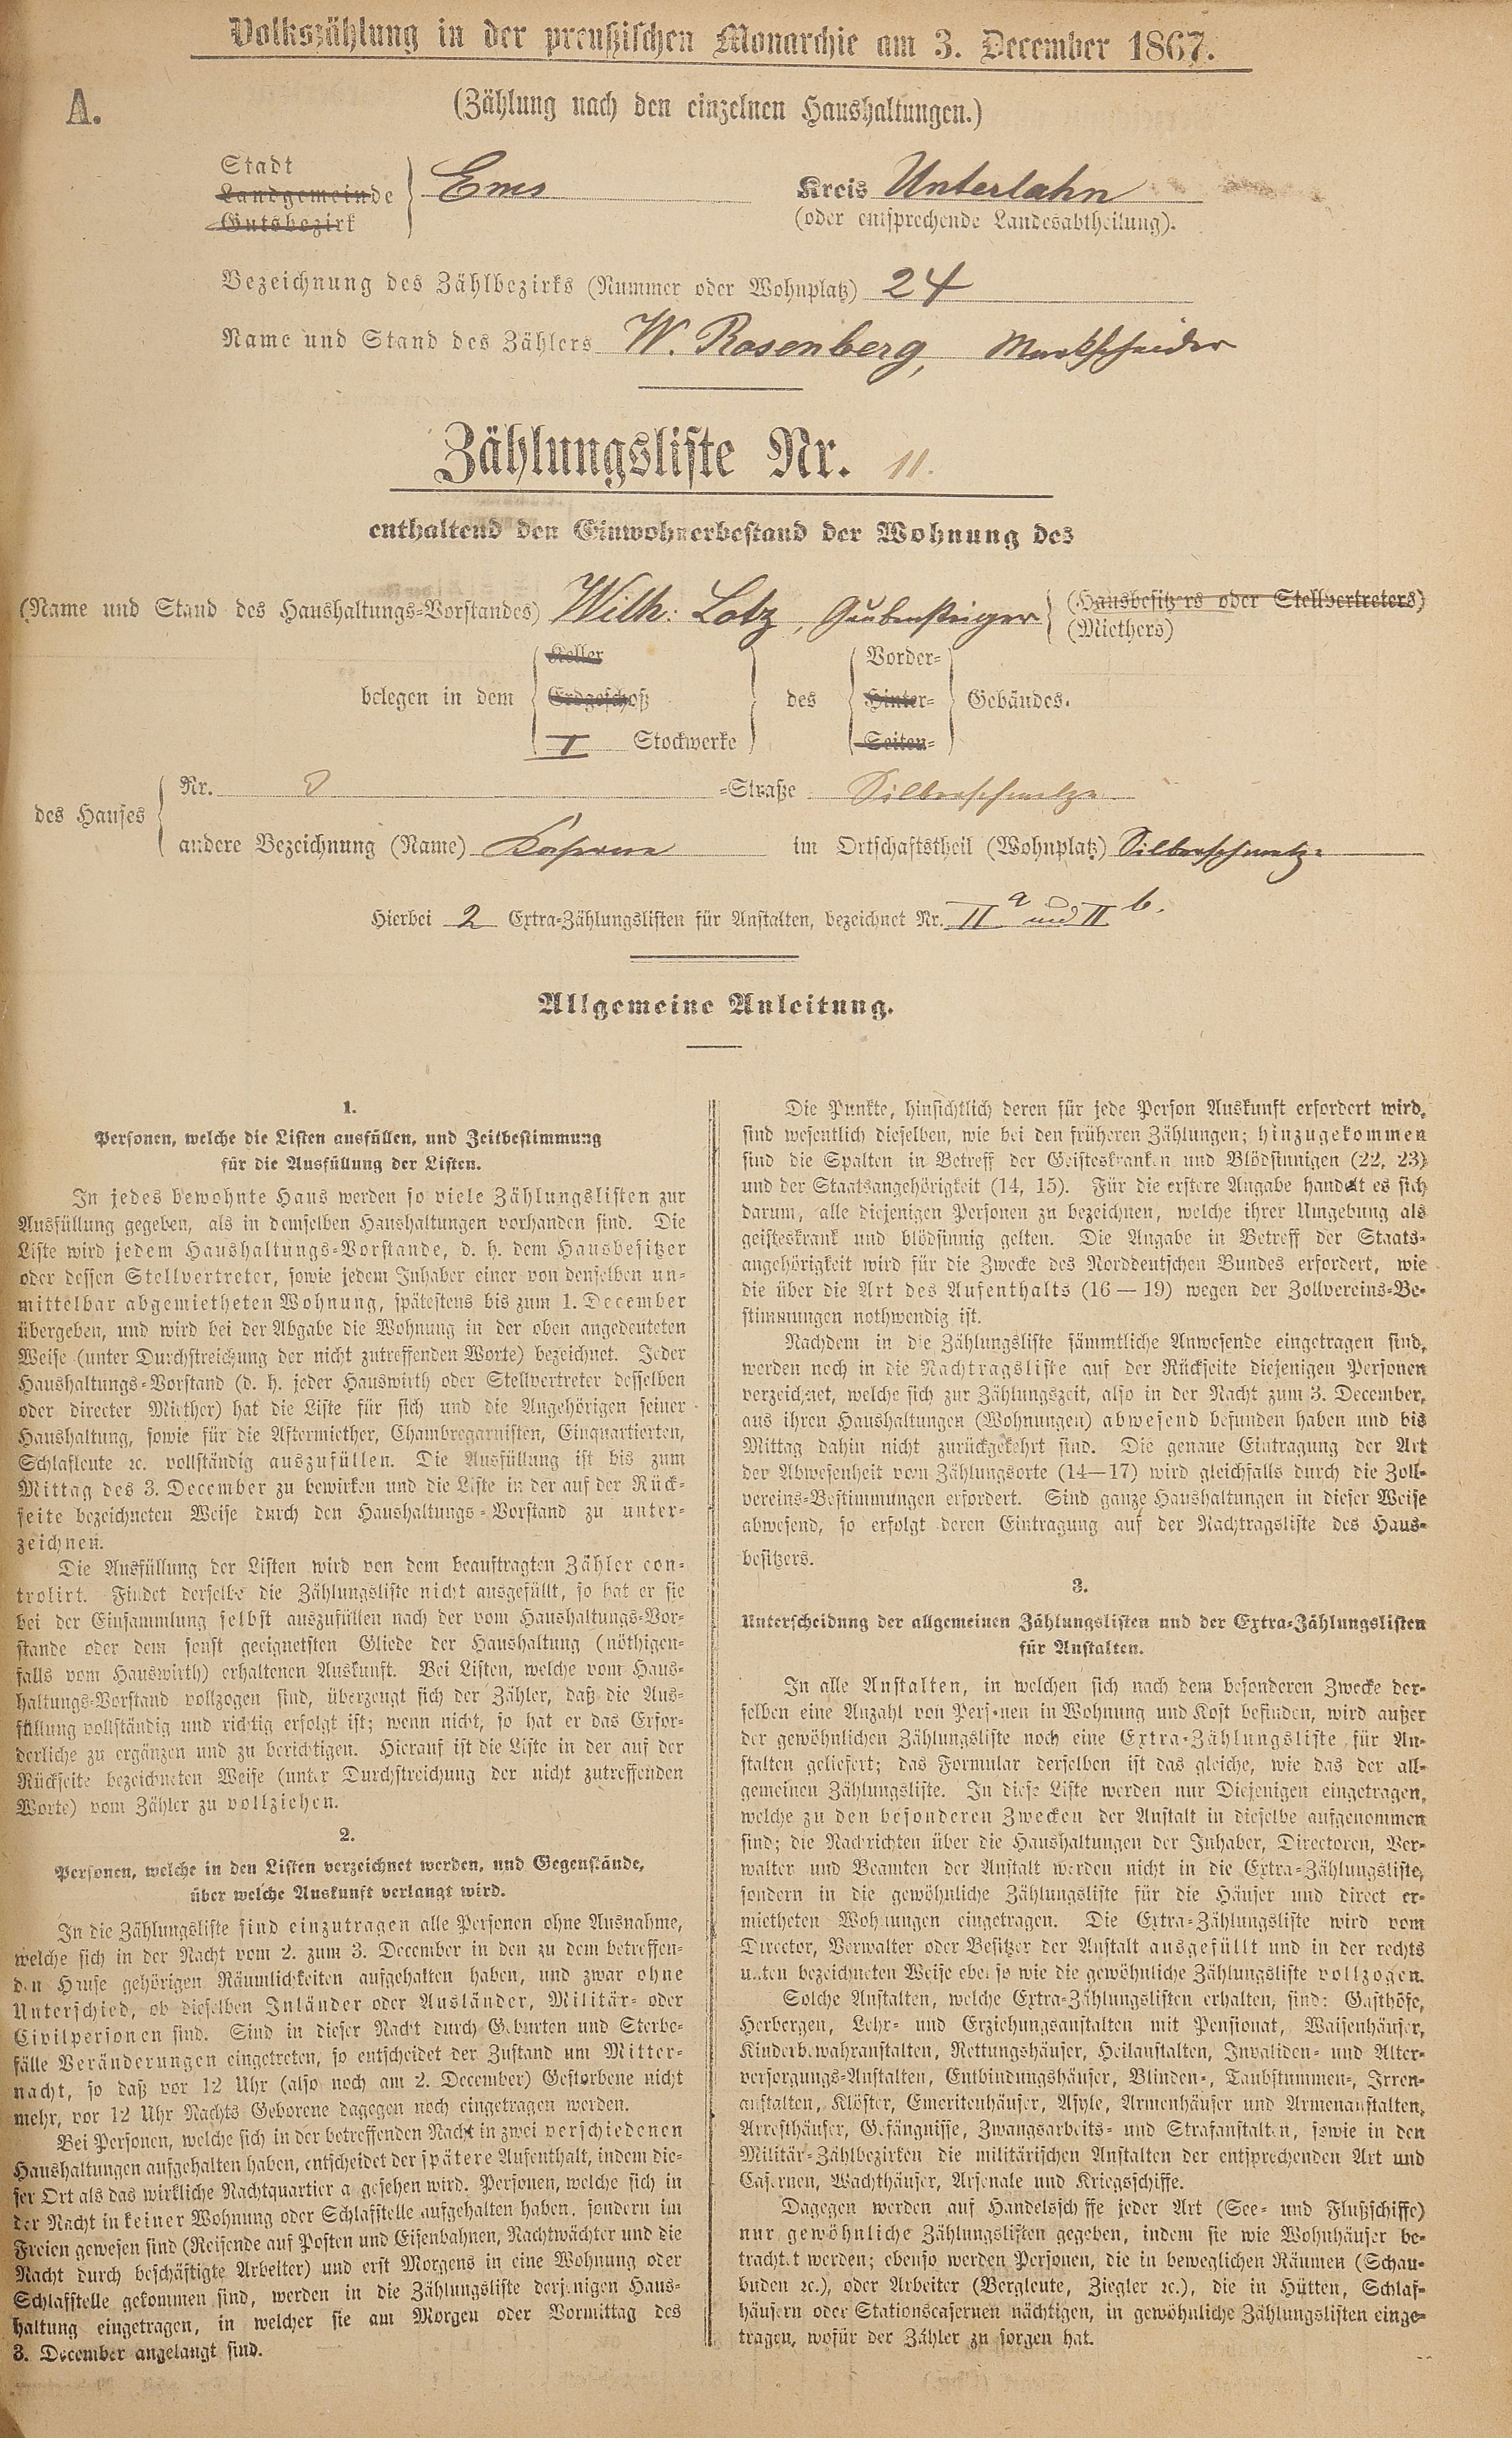 Volkszählung in der preußischen Monarchie am 3. December 1867.
A.
(Zählung nach den einzelnen Haushaltungen.)
Stadt
Landgemeinde
Gutsbezirk
Ems
Kreis Unterlahn
(oder entsprechende Landesabtheilung).
Bezeichnung des Zählbezirks (Nummer oder Wohnplatz) 24
Name und Stand des Zählers W. Rosenberg, Markscheider
Zählungsliste Nr. 11.
enthaltend den Einwohnerbestand der Wohnung des
(Name und Stand des Haushaltungs-Vorstandes) Wilh: Lotz, Grubensteiger (Hausbesitzers oder Stellvertreters)
(Miethers)
belegen in dem
Keller
Erdgeschoß
I Stockwerke
des
Vorder-
Hinter-
Seiten-
Gebäudes.
des Hauses
Nr. -Straße Silberschmelze
andere Bezeichnung (Name) Kaserne im Ortschaftstheil (Wohnplatz) Silberschmelze
Hierbei 2 Extra-Zählungslisten für Anstalten, bezeichnet Nr. II a und II b.
Allgemeine Anleitung.
1.
Personen, welche die Listen ausfüllen, und Zeitbestimmung
für die Ausfüllung der Listen.
In jedes bewohnte Haus werden so viele Zählungslisten zur
Ausfüllung gegeben, als in demselben Haushaltungen vorhanden sind. Die
Liste wird jedem Haushaltungs-Vorstande, d. h. dem Hausbesitzer
oder dessen Stellvertreter, sowie jedem Inhaber einer von denselben un-
mittelbar abgemietheten Wohnung, spätestens bis zum 1. December
übergeben, und wird bei der Abgabe die Wohnung in der oben angedeuteten
Weise (unter Durchstreichung der nicht zutreffenden Worte) bezeichnet. Jeder
Haushaltungs-Vorstand (d. h. jeder Hauswirth oder Stellvertreter desselben
oder directer Miether) hat die Liste für sich und die Angehörigen seiner
Haushaltung, sowie für die Aftermiether, Chambregarnisten, Einquartierten,
Schlafleute ꝛc. vollständig auszufüllen. Die Ausfüllung ist bis zum
Mittag des 3. December zu bewirken und die Liste in der auf der Rück-
seite bezeichneten Weise durch den Haushaltungs-Vorstand zu unter-
zeichnen.
Die Ausfüllung der Listen wird von dem beauftragten Zähler con-
trolirt. Findet derselbe die Zählungsliste nicht ausgefüllt, so hat er sie
bei der Einsammlung selbst auszufüllen nach der vom Haushaltungs-Vor-
stande oder dem sonst geeignetsten Gliede der Haushaltung (nöthigen-
falls vom Hauswirth) erhaltenen Auskunft. Bei Listen, welche vom Haus-
haltungs-Vorstand vollzogen sind, überzeugt sich der Zähler, daß die Aus-
füllung vollständig und richtig erfolgt ist; wenn nicht, so hat er das Erfor-
derliche zu ergänzen und zu berichtigen. Hierauf ist die Liste in der auf der
Rückseite bezeichneten Weise (unter Durchstreichung der nicht zutreffenden
Worte) vom Zähler zu vollziehen.
2.
Personen, welche in den Listen verzeichnet werden, und Gegenstände,
über welche Auskunft verlangt wird.
In die Zählungsliste sind einzutragen alle Personen ohne Ausnahme,
welche sich in der Nacht vom 2. zum 3. December in den zu dem betreffen-
den Hause gehörigen Räumlichkeiten aufgehalten haben, und zwar ohne
Unterschied, ob dieselben Inländer oder Ausländer, Militär- oder
Civilpersonen sind. Sind in dieser Nacht durch Geburten und Sterbe-
fälle Veränderungen eingetreten, so entscheidet der Zustand um Mitter-
nacht, so daß vor 12 Uhr (also noch am 2. December) Gestorbene nicht
mehr, vor 12 Uhr Nachts Geborene dagegen noch eingetragen werden.
Bei Personen, welche sich in der betreffenden Nacht in zwei verschiedenen
Haushaltungen aufgehalten haben, entscheidet der spätere Aufenthalt, indem die-
ser Ort als das wirkliche Nachtquartier angesehen wird. Personen, welche sich in
der Nacht in keiner Wohnung oder Schlafstelle aufgehalten haben, sondern im
Freien gewesen sind (Reisende auf Posten und Eisenbahnen, Nachtwächter und die
Nacht durch beschäftigte Arbeiter) und erst Morgens in eine Wohnung oder
Schlafstelle gekommen sind, werden in die Zählungsliste derjenigen Haus-
haltung eingetragen, in welcher sie am Morgen oder Vormittag des
3. December angelangt sind.
Die Punkte, hinsichtlich deren für jede Person Auskunft erfordert wird,
sind wesentlich dieselben, wie bei den früheren Zählungen; hinzugekommen
sind die Spalten in Betreff der Geisteskranken und Blödsinnigen (22, 23)
und der Staatsangehörigkeit (14, 15). Für die erstere Angabe handelt es sich
darum, alle diejenigen Personen zu bezeichnen, welche ihrer Umgebung als
geisteskrank und blödsinnig gelten. Die Angabe in Betreff der Staats-
angehörigkeit wird für die Zwecke des Norddeutschen Bundes erfordert, wie
die über die Art des Aufenthalts (16 — 19) wegen der Zollvereins-Be-
stimmungen nothwendig ist.
Nachdem in die Zählungsliste sämmtliche Anwesende eingetragen sind,
werden noch in die Nachtragsliste auf der Rückseite diejenigen Personen
verzeichnet, welche sich zur Zählungszeit, also in der Nacht zum 3. December,
aus ihren Haushaltungen (Wohnungen) abwesend befunden haben und bis
Mittag dahin nicht zurückgekehrt sind. Die genaue Eintragung der Art
der Abwesenheit vom Zählungsorte (14—17) wird gleichfalls durch die Zoll-
vereins-Bestimmungen erfordert. Sind ganze Haushaltungen in dieser Weise
abwesend, so erfolgt deren Eintragung auf der Nachtragsliste des Haus-
besitzers.
3.
Unterscheidung der allgemeinen Zählungslisten und der Extra-Zählungslisten
für Anstalten.
In alle Anstalten, in welchen sich nach dem besonderen Zwecke der-
selben eine Anzahl von Personen in Wohnung und Kost befinden, wird außer
der gewöhnlichen Zählungsliste noch eine Extra-Zählungsliste für An-
stalten geliefert; das Formular derselben ist das gleiche, wie das der all-
gemeinen Zählungsliste. In diese Liste werden nur Diejenigen eingetragen,
welche zu den besonderen Zwecken der Anstalt in dieselbe aufgenommen
sind; die Nachrichten über die Haushaltungen der Inhaber, Directoren, Ver-
walter und Beamten der Anstalt werden nicht in die Extra-Zählungsliste,
sondern in die gewöhnliche Zählungsliste für die Häuser und direct er-
mietheten Wohnungen eingetragen. Die Extra-Zählungsliste wird vom
Director, Verwalter oder Besitzer der Anstalt ausgefüllt und in der rechts
unten bezeichneten Weise ebenso wie die gewöhnliche Zählungsliste vollzogen.
Solche Anstalten, welche Extra-Zählungslisten erhalten, sind: Gasthöfe,
Herbergen, Lehr- und Erziehungsanstalten mit Pensionat, Waisenhäuser,
Kinderbewahranstalten, Rettungshäuser, Heilanstalten, Invaliden- und Alter-
versorgungs-Anstalten, Entbindungshäuser, Blinden-, Taubstummen-, Irren-
anstalten, Klöster, Emeritenhäuser, Asyle, Armenhäuser und Armenanstalten,
Arresthäuser, Gefängnisse, Zwangsarbeits- und Strafanstalten, sowie in den
Militär-Zählbezirken die militärischen Anstalten der entsprechenden Art und
Casernen, Wachthäuser, Arsenale und Kriegsschiffe.
Dagegen werden auf Handelsschiffe jeder Art (See- und Flußschiffe)
nur gewöhnliche Zählungslisten gegeben, indem sie wie Wohnhäuser be-
trachtet werden; ebenso werden Personen, die in beweglichen Räumen (Schau-
buden ꝛc.), oder Arbeiter (Bergleute, Ziegler ꝛc.), die in Hütten, Schlaf-
häusern oder Stationscasernen nächtigen, in gewöhnliche Zählungslisten einge-
tragen, wofür der Zähler zu sorgen hat.